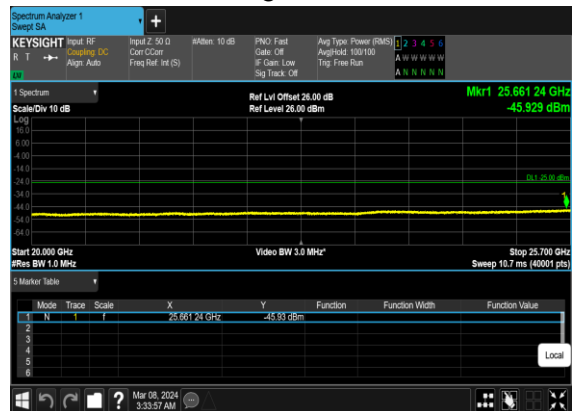 Spectrum Analyzer 1
Swept SA
KEYSIGHT Input: RF Input Z: 50 Ω #Atten: 10 dB PNO: Fast Avg Type: Power (RMS) 1 2 3 4 5 6
R T Coupling: DC Corr CCorr Gate: Off Avg|Hold: 100/100 A W W W W W
Align: Auto Freq Ref: Int (S) IF Gain: Low Trig: Free Run
Sig Track: Off A N N N N N
1 Spectrum Ref Lvl Offset 26.00 dB Mkr1 25.661 24 GHz
Scale/Div 10 dB Ref Level 26.00 dBm -45.929 dBm
Log
16.0
6.00
-4.00
-14.0
DL1 -25.00 dBm
-24.0
-34.0
1
-44.0
-54.0
-64.0
Start 20.000 GHz Video BW 3.0 MHz* Stop 25.700 GHz
#Res BW 1.0 MHz Sweep 10.7 ms (40001 pts)
5 Marker Table
Mode Trace Scale X Y Function Function Width Function Value
1 N 1 f 25.661 24 GHz -45.93 dBm
2
3
4
5
6
Local
Mar 08, 2024
3:33:57 AM